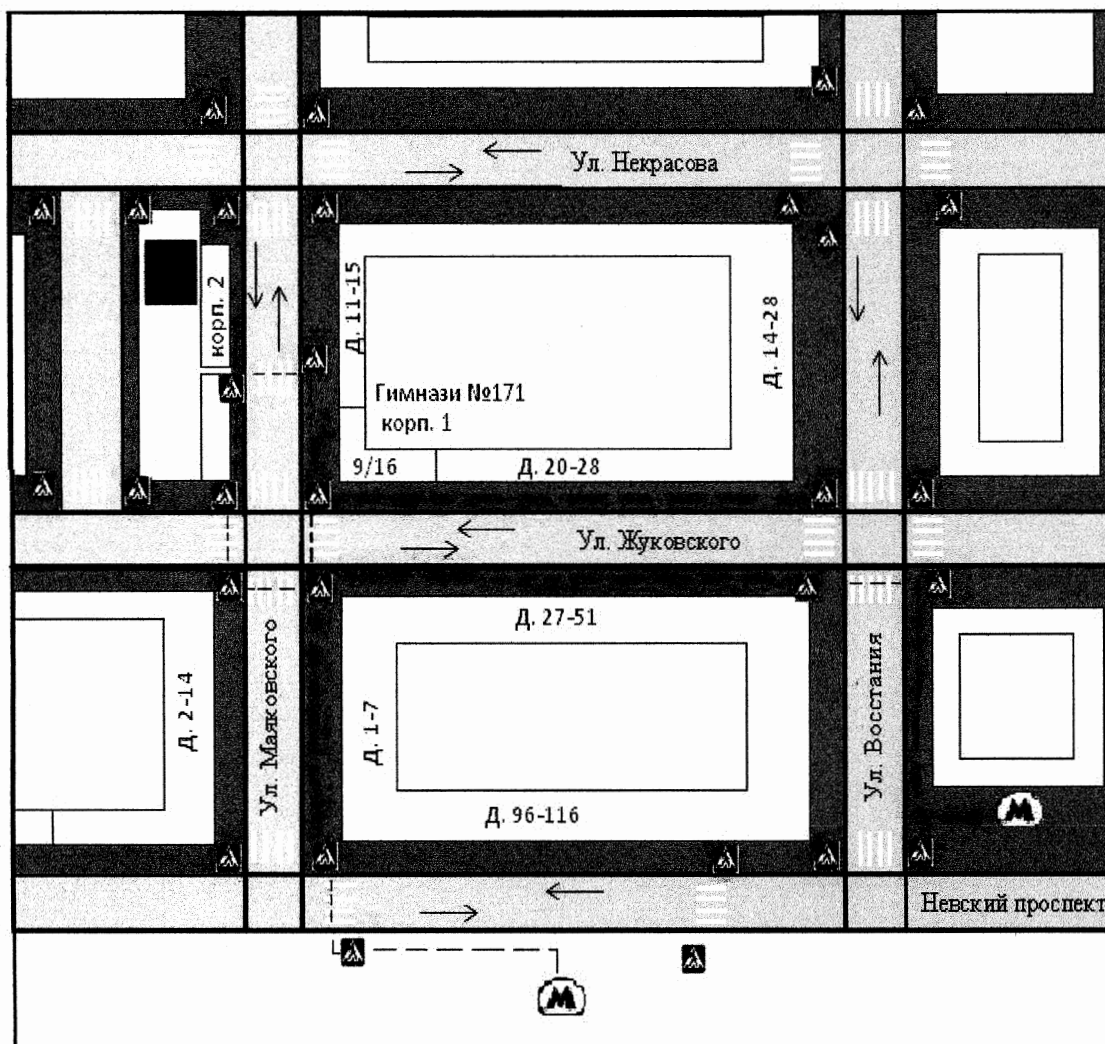 Ул. Некрасова
корп. 2
Д. 11-15
Д. 14-28
Гимнази №171
корп. 1
9/16
Д. 20-28
Ул. Жуковского
Д. 27-51
Д. 2-14
Ул. Маяковского
Д. 1-7
Ул. Восстания
Д. 96-116
М
Невский проспект
М